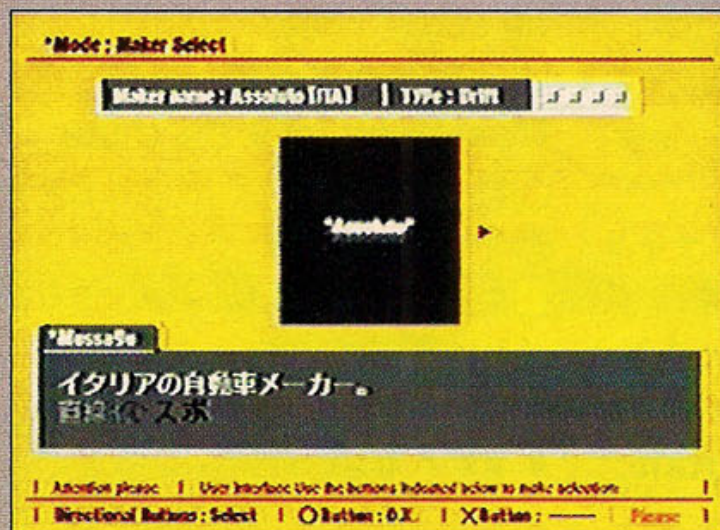 *Mode : Maker Select
Maker name : Assoluto [ITA] | Type : Drift
"Assoluto"
*Message
イタリアの自動車メーカー。
スポ
| Attention please | User Interface Use the buttons indicated below to make selections |
| Directional Buttons : Select | ○Button : O.K. | ✕Button : —— | Please |